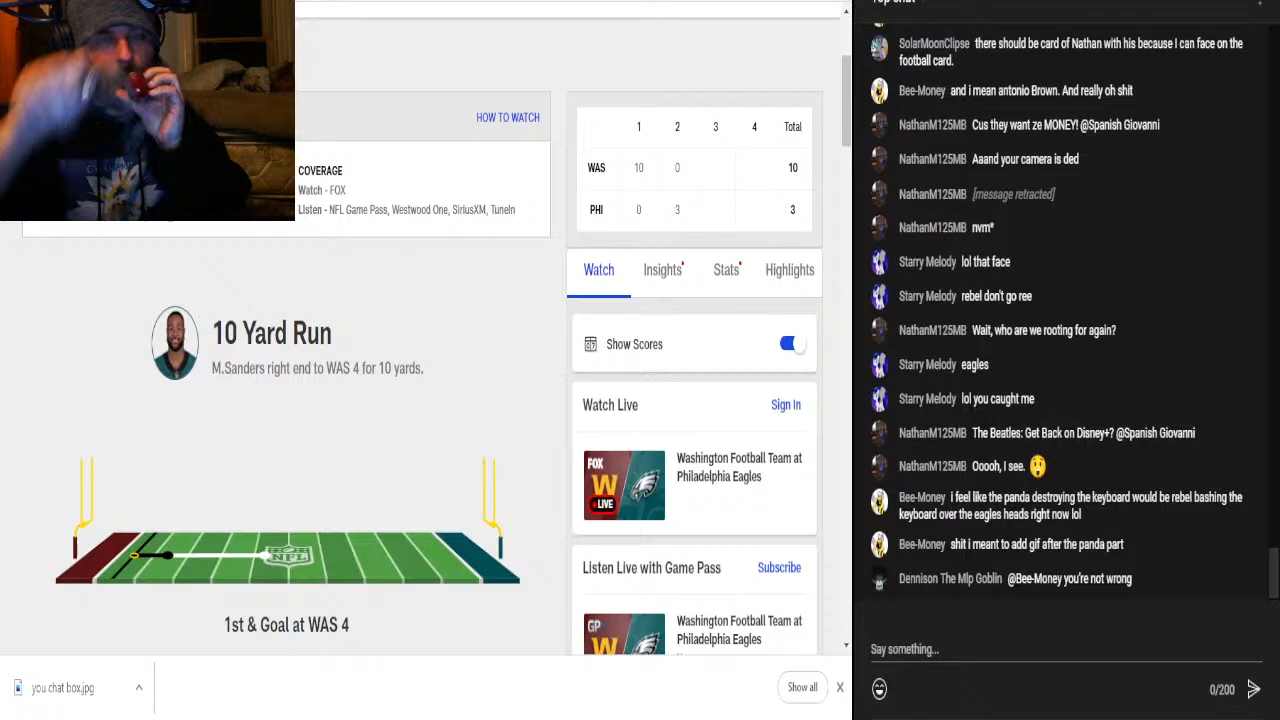 HOW TO WATCH
COVERAGE
Watch - FOX
Listen - NFL Game Pass, Westwood One, SiriusXM, TuneIn
1 2 3 4 Total
WAS 10 0 10
PHI 0 3 3
Watch Insights Stats Highlights
Show Scores
10 Yard Run
M.Sanders right end to WAS 4 for 10 yards.
Watch Live Sign In
FOX
W
LIVE
Washington Football Team at
Philadelphia Eagles
NFL
1st & Goal at WAS 4
Listen Live with Game Pass Subscribe
GP
W
Washington Football Team at
Philadelphia Eagles
you chat box.jpg
Show all X
SolarMoonClipse there should be card of Nathan with his because I can face on the
football card.
Bee-Money and i mean antonio Brown. And really oh shit
NathanM125MB Cus they want ze MONEY! @Spanish Giovanni
NathanM125MB Aaand your camera is ded
NathanM125MB [message retracted]
NathanM125MB nvm*
Starry Melody lol that face
Starry Melody rebel don't go ree
NathanM125MB Wait, who are we rooting for again?
Starry Melody eagles
Starry Melody lol you caught me
NathanM125MB The Beatles: Get Back on Disney+? @Spanish Giovanni
NathanM125MB Ooooh, I see.
Bee-Money i feel like the panda destroying the keyboard would be rebel bashing the
keyboard over the eagles heads right now lol
Bee-Money shit i meant to add gif after the panda part
Dennison The Mlp Goblin @Bee-Money you're not wrong
Say something...
0/200